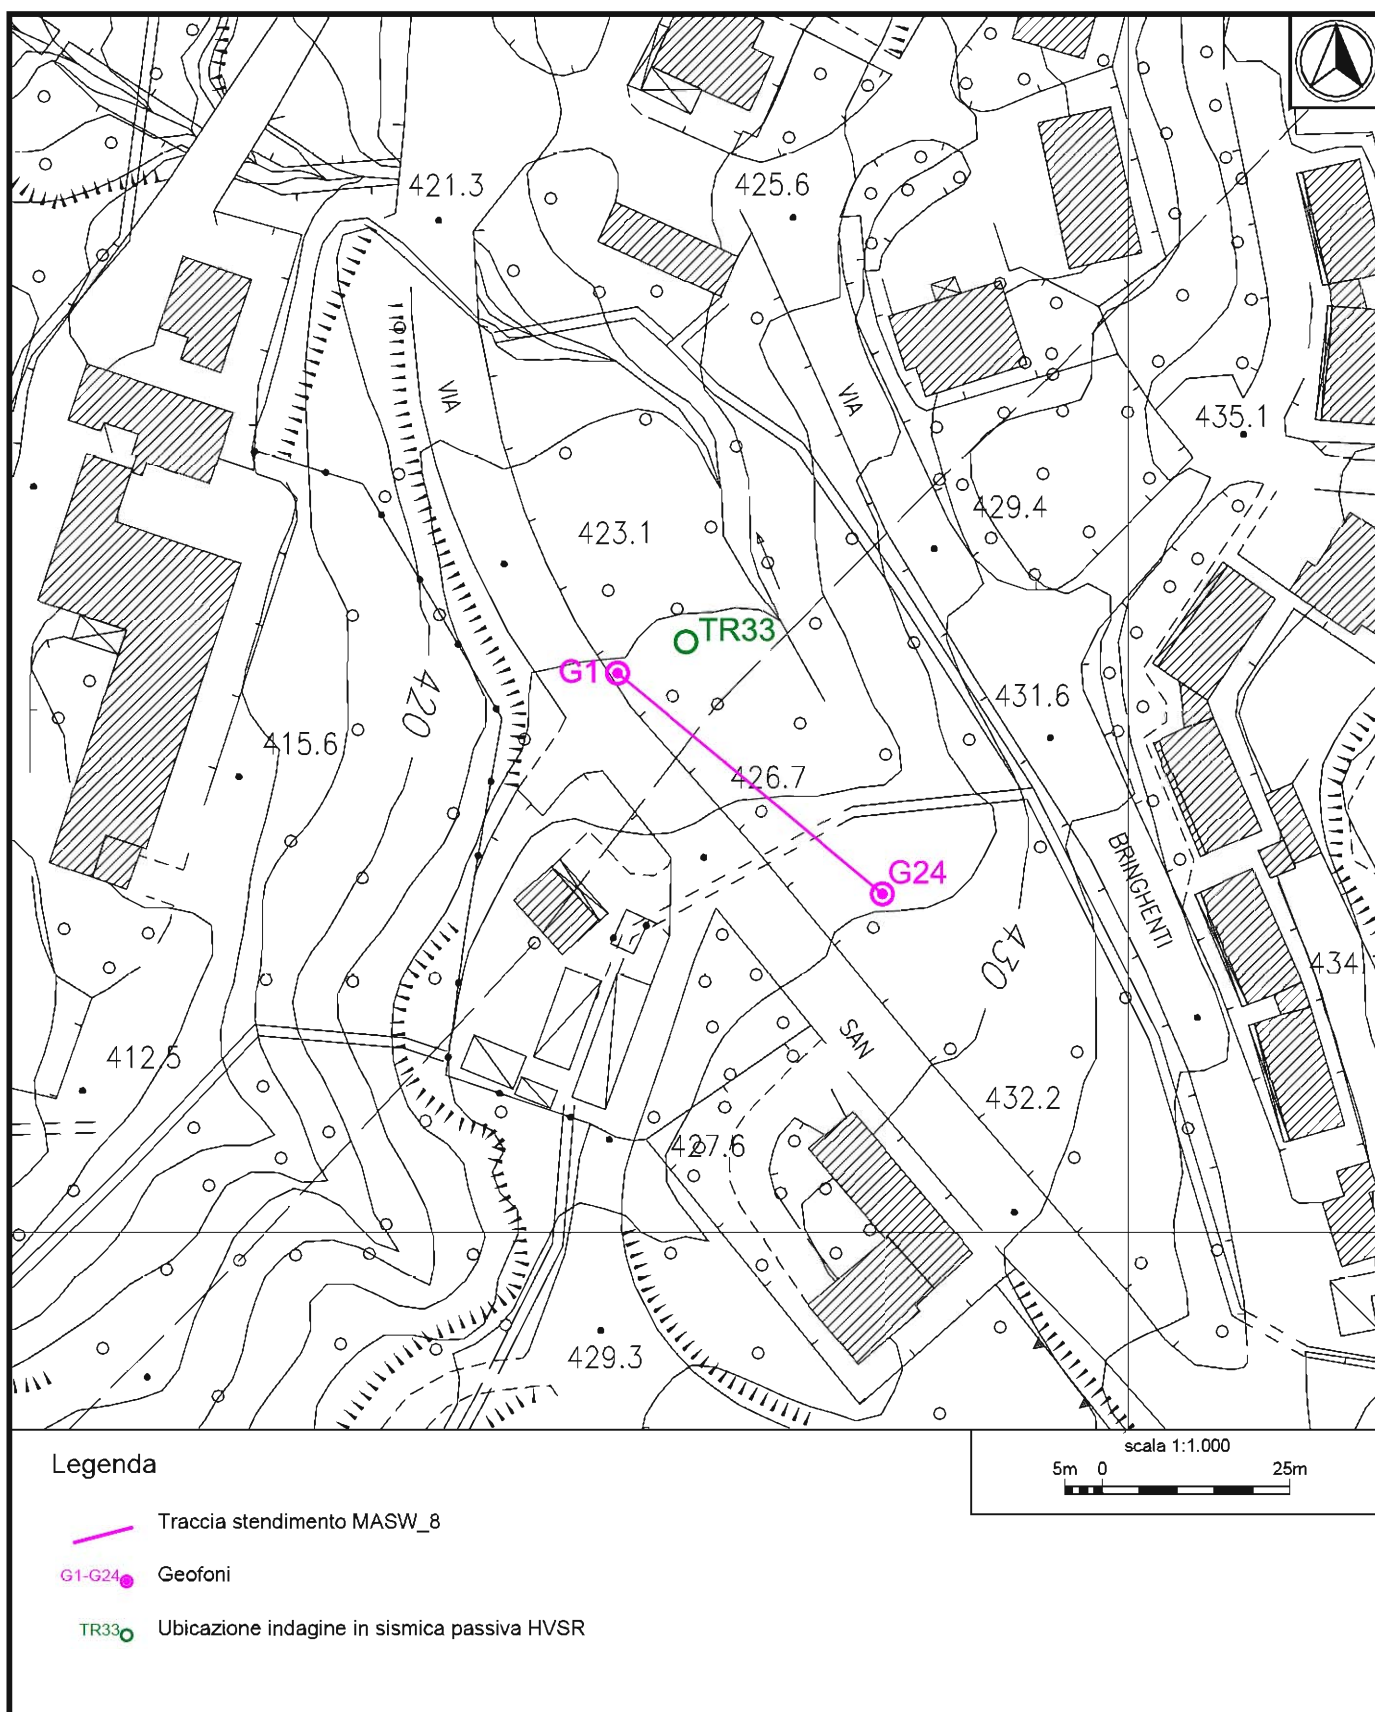 421.3
425.6
VIA
VIA
435.1
429.4
423.1
TR33
G1
420
431.6
415.6
426.7
BRINGHENTI
G24
430
434.
SAN
412.5
432.2
427.6
429.3
scala 1:1.000
5m 0 25m
Legenda
Traccia stendimento MASW_8
G1-G24 Geofoni
TR33 Ubicazione indagine in sismica passiva HVSR